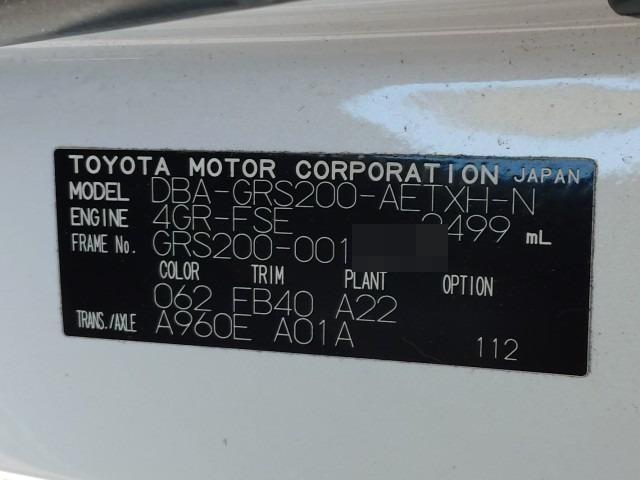 TOYOTA MOTOR CORPORATION JAPAN
MODEL DBA-GRS200-AETXH-N
ENGINE 4GR-FSE 2499 mL
FRAME No. GRS200-001
COLOR TRIM PLANT OPTION
062 FB40 A22
TRANS./AXLE A960E A01A 112